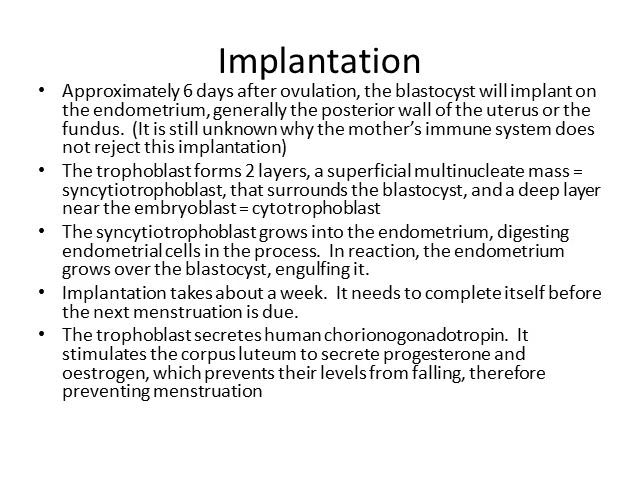 Implantation
• Approximately 6 days after ovulation, the blastocyst will implant on
the endometrium, generally the posterior wall of the uterus or the
fundus.  (It is still unknown why the mother’s immune system does
not reject this implantation)
• The trophoblast forms 2 layers, a superficial multinucleate mass =
syncytiotrophoblast, that surrounds the blastocyst, and a deep layer
near the embryoblast = cytotrophoblast
• The syncytiotrophoblast grows into the endometrium, digesting
endometrial cells in the process.  In reaction, the endometrium
grows over the blastocyst, engulfing it.
• Implantation takes about a week.  It needs to complete itself before
the next menstruation is due.
• The trophoblast secretes human chorionogonadotropin.  It
stimulates the corpus luteum to secrete progesterone and
oestrogen, which prevents their levels from falling, therefore
preventing menstruation